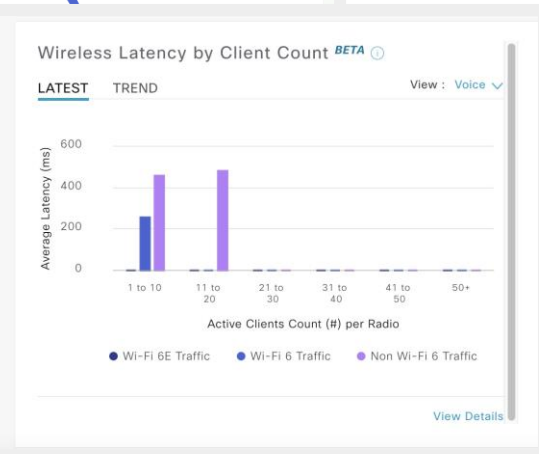 Wireless Latency by Client Count BETA
LATEST TREND View : Voice
600
400
200
0
Average Latency (ms)
1 to 10 11 to 20 21 to 30 31 to 40 41 to 50 50+
Active Clients Count (#) per Radio
Wi-Fi 6E Traffic Wi-Fi 6 Traffic Non Wi-Fi 6 Traffic
View Details